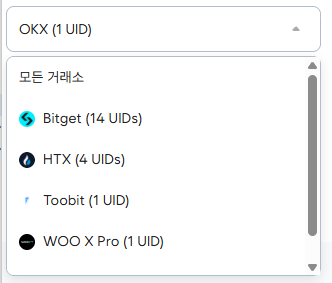 OKX (1 UID)
모든 거래소
Bitget (14 UIDs)
HTX (4 UIDs)
Toobit (1 UID)
WOO X Pro (1 UID)